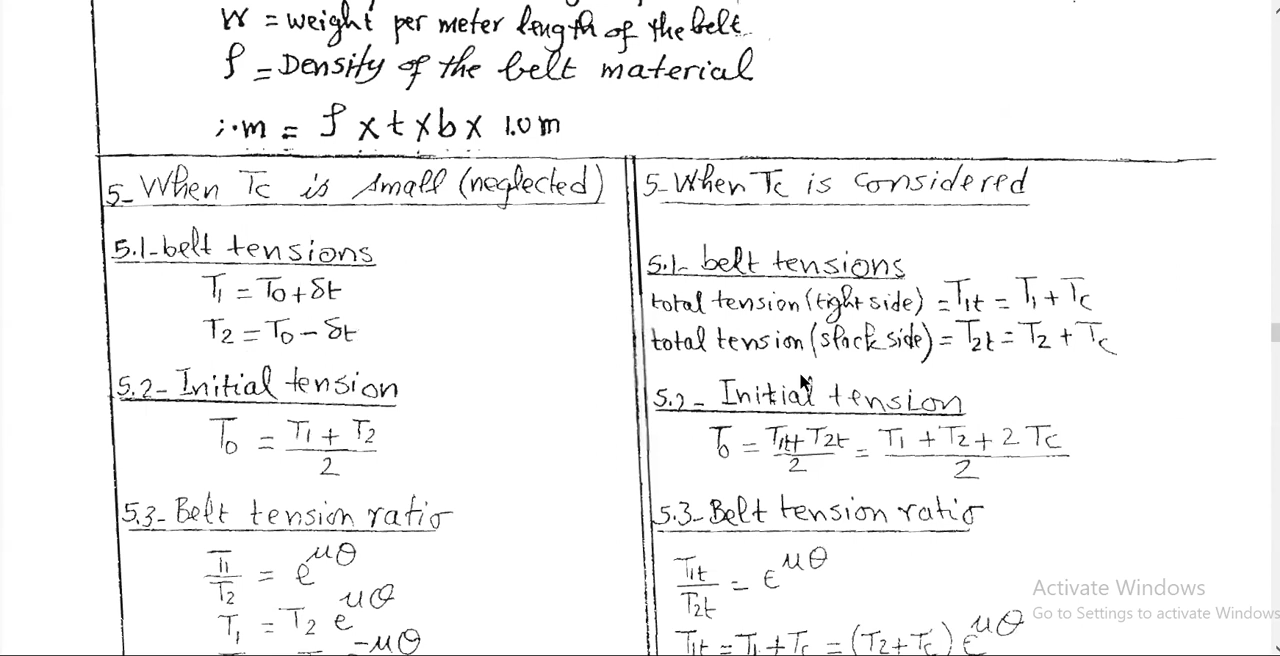 W = weight per meter length of the belt.
ρ = Density of the belt material
∴ m = ρ x t x b x 1.0 m
5- When Tc is small (neglected)
5.1- belt tensions
T1 = To + δt
T2 = To - δt
5.2- Initial tension
To = T1 + T2 / 2
5.3- Belt tension ratio
T1 / T2 = e^μθ
T1 = T2 e^μθ
-μθ
5- When Tc is Considered
5.1- belt tensions
total tension (tight side) = T1t = T1 + Tc
total tension (slack side) = T2t = T2 + Tc
5.2- Initial tension
To = T1t + T2t / 2 = T1 + T2 + 2 Tc / 2
5.3- Belt tension ratio
T1t / T2t = e^μθ
T1t = T1 + Tc = (T2 + Tc) e^μθ
Activate Windows
Go to Settings to activate Windows